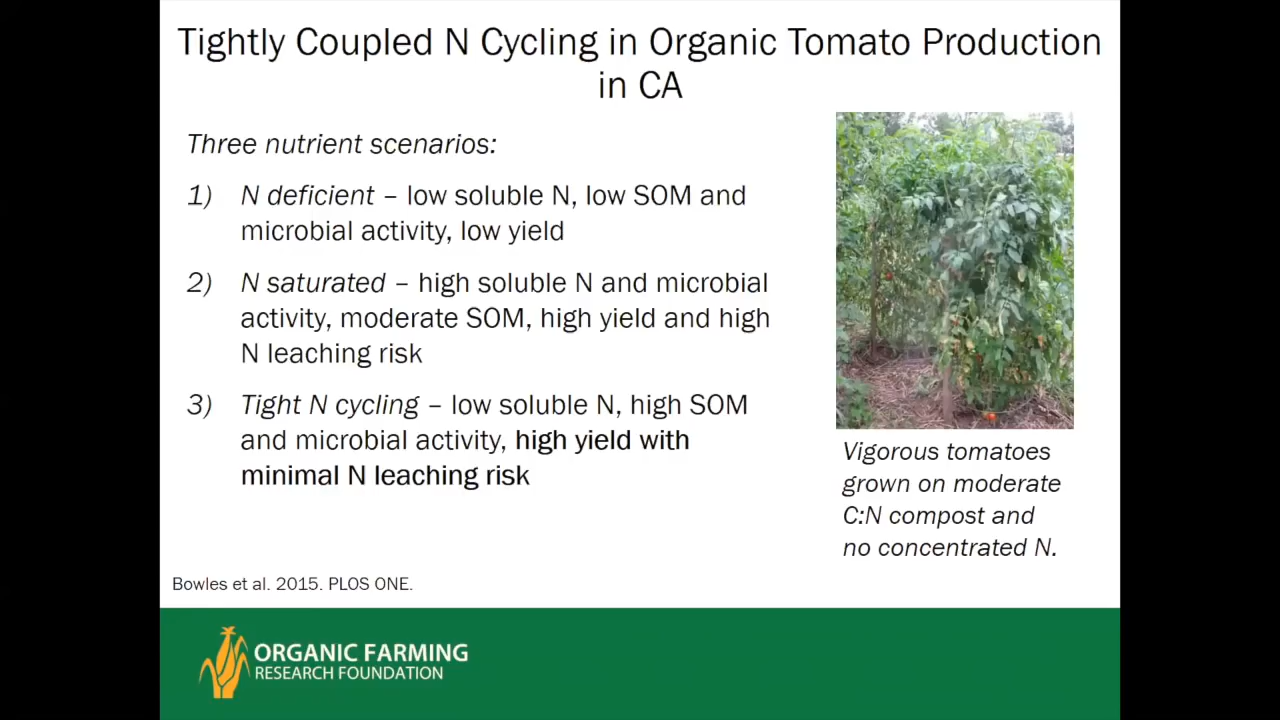 Tightly Coupled N Cycling in Organic Tomato Production
in CA
Three nutrient scenarios:
1) N deficient – low soluble N, low SOM and
microbial activity, low yield
2) N saturated – high soluble N and microbial
activity, moderate SOM, high yield and high
N leaching risk
3) Tight N cycling – low soluble N, high SOM
and microbial activity, high yield with
minimal N leaching risk
Vigorous tomatoes
grown on moderate
C:N compost and
no concentrated N.
Bowles et al. 2015. PLOS ONE.
ORGANIC FARMING
RESEARCH FOUNDATION